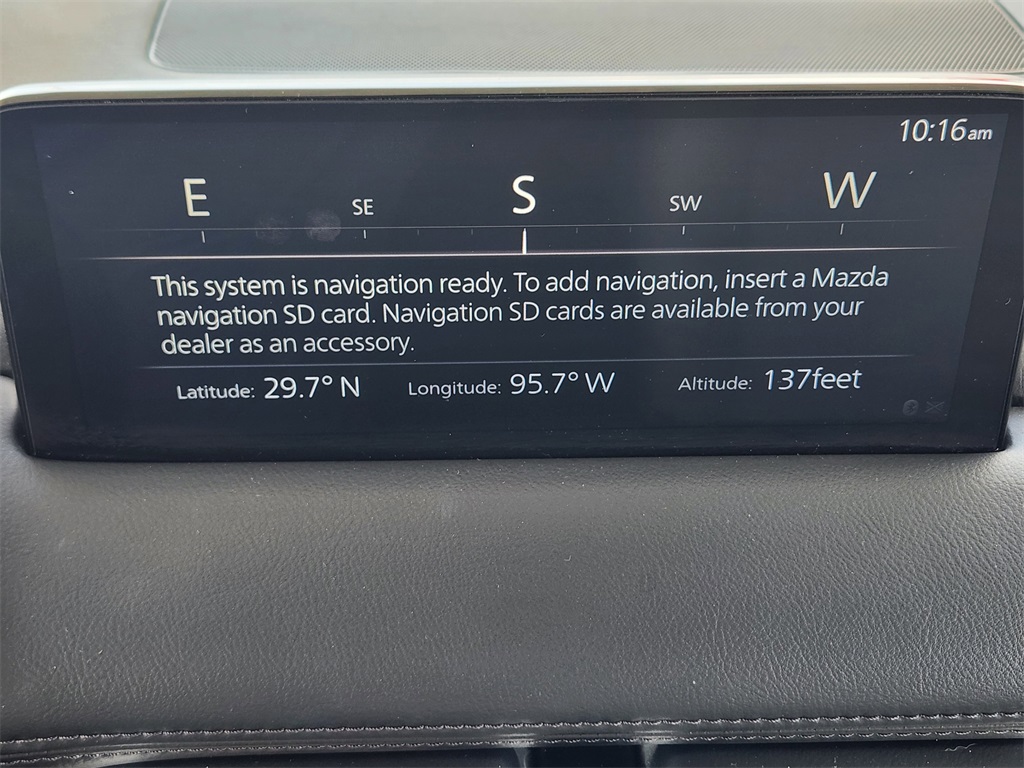 10:16am
E SE S SW W
This system is navigation ready. To add navigation, insert a Mazda
navigation SD card. Navigation SD cards are available from your
dealer as an accessory.
Latitude: 29.7° N Longitude: 95.7° W Altitude: 137feet